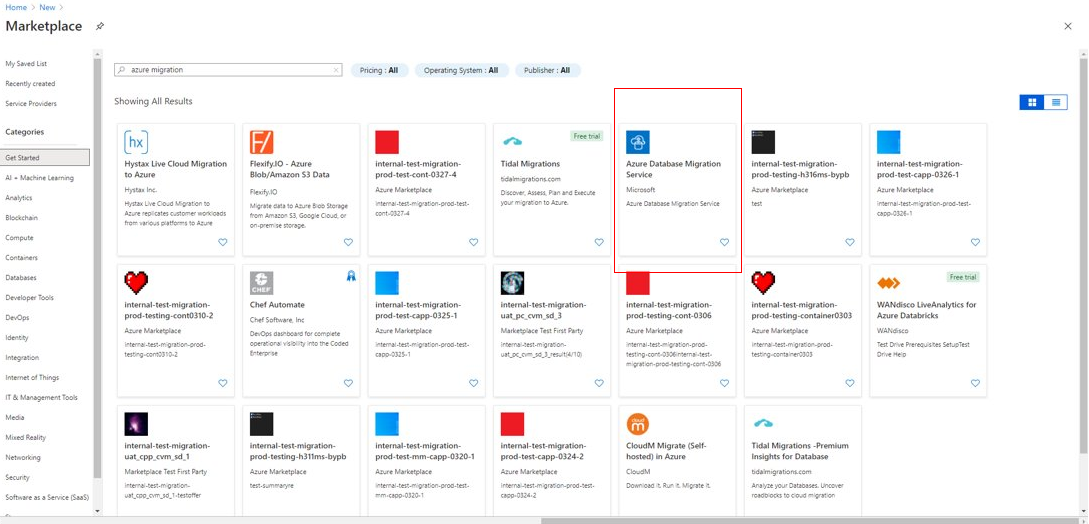 Home > New >
Marketplace
My Saved List
Recently created
Service Providers
Categories
Get Started
AI + Machine Learning
Analytics
Blockchain
Compute
Containers
Databases
Developer Tools
DevOps
Identity
Integration
Internet of Things
IT & Management Tools
Media
Mixed Reality
Networking
Security
Software as a Service (SaaS)
azure migration
Pricing : All
Operating System : All
Publisher : All
Showing All Results
hx
Hystax Live Cloud Migration
to Azure
Hystax Inc.
Hystax Live Cloud Migration to
Azure replicates customer workloads
from various platforms to Azure
F/
Flexify.IO - Azure
Blob/Amazon S3 Data
Flexify.IO
Migrate data to Azure Blob Storage
from Amazon S3, Google Cloud, or
on-premise storage.
internal-test-migration-
prod-test-cont-0327-4
Azure Marketplace
internal-test-migration-prod-test-
cont-0327-4
Free trial
Tidal Migrations
tidalmigrations.com
Discover, Assess, Plan and Execute
your migration to Azure.
Azure Database Migration
Service
Microsoft
Azure Database Migration Service
internal-test-migration-
prod-testing-h316ms-bypb
Azure Marketplace
test
internal-test-migration-
prod-test-capp-0326-1
Azure Marketplace
internal-test-migration-prod-test-
capp-0326-1
internal-test-migration-
prod-testing-cont0310-2
Azure Marketplace
internal-test-migration-prod-
testing-cont0310-2
CHEF
Chef Automate
Chef Software, Inc
DevOps dashboard for complete
operational visibility into the Coded
Enterprise
internal-test-migration-
prod-test-capp-0325-1
Azure Marketplace
internal-test-migration-prod-test-
capp-0325-1
internal-test-migration-
uat_pc_cvm_sd_3
Marketplace Test First Party
internal-test-migration-
uat_pc_cvm_sd_3_result(4/10)
internal-test-migration-
prod-testing-cont-0306
Azure Marketplace
internal-test-migration-prod-
testing-cont-0306internal-test-
migration-prod-testing-cont-0306
internal-test-migration-
prod-testing-container0303
Azure Marketplace
internal-test-migration-prod-
testing-container0303
Free trial
WANdisco LiveAnalytics for
Azure Databricks
WANdisco
Test Drive Prerequisites SetupTest
Drive Help
internal-test-migration-
uat_cpp_cvm_sd_1
Marketplace Test First Party
internal-test-migration-
uat_cpp_cvm_sd_1-testoffer
internal-test-migration-
prod-testing-h311ms-bypb
Azure Marketplace
test-summaryre
internal-test-migration-
prod-test-mm-capp-0320-1
Azure Marketplace
internal-test-migration-prod-test-
mm-capp-0320-1
internal-test-migration-
prod-test-capp-0324-2
Azure Marketplace
internal-test-migration-prod-test-
capp-0324-2
cloud
m
CloudM Migrate (Self-
hosted) in Azure
CloudM
Download It. Run It. Migrate it.
Tidal Migrations -Premium
Insights for Database
tidalmigrations.com
Analyze your Databases. Uncover
roadblocks to cloud migration